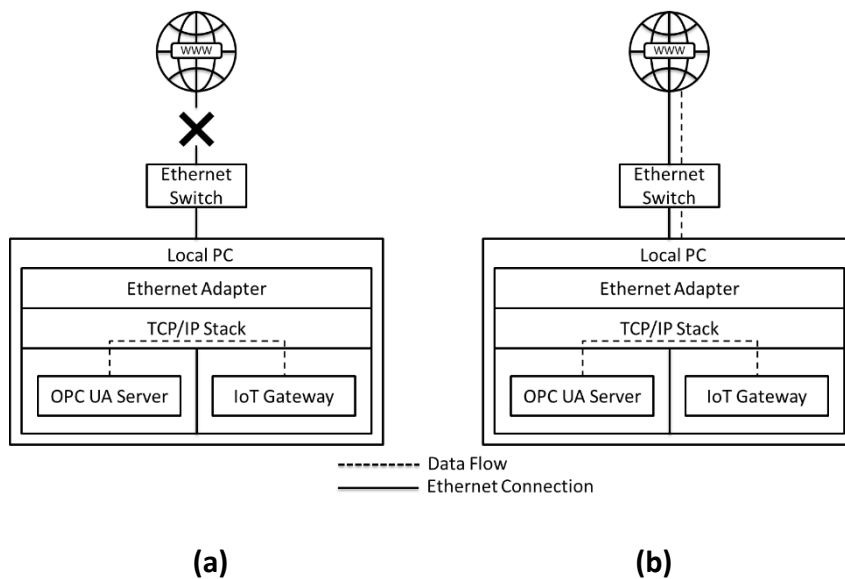 WWW
Ethernet
Switch
Local PC
Ethernet Adapter
TCP/IP Stack
OPC UA Server
IoT Gateway
WWW
Ethernet
Switch
Local PC
Ethernet Adapter
TCP/IP Stack
OPC UA Server
IoT Gateway
Data Flow
Ethernet Connection
(a)
(b)